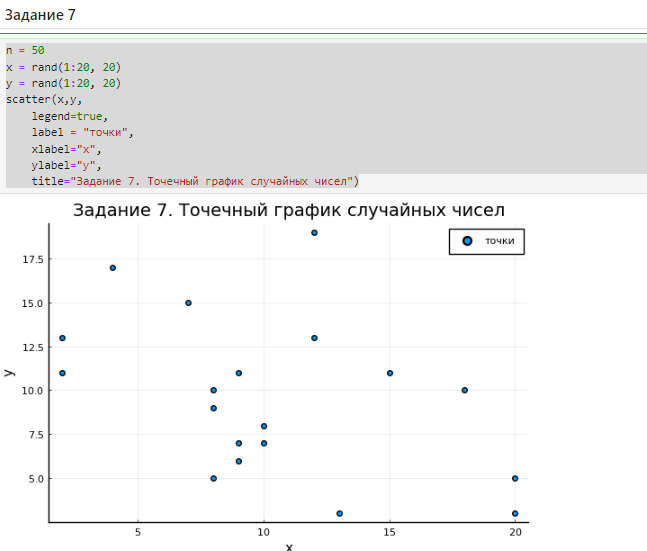 Задание 7
n = 50
x = rand(1:20, 20)
y = rand(1:20, 20)
scatter(x,y,
    legend=true,
    label = "точки",
    xlabel="x",
    ylabel="y",
    title="Задание 7. Точечный график случайных чисел")
Задание 7. Точечный график случайных чисел
точки
17.5
15.0
12.5
10.0
7.5
5.0
y
5 10 15 20
x